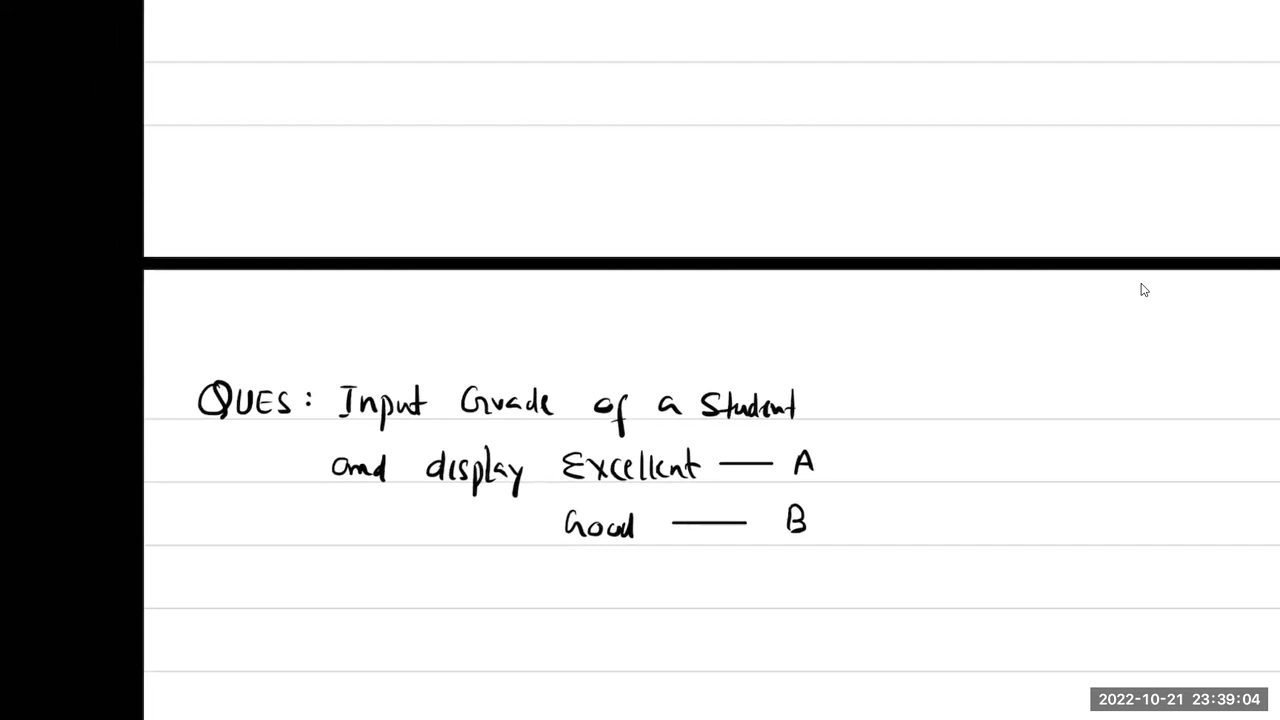 QUES: Input Grade of a Student
and display Excellent — A
Good — B
2022-10-21 23:39:04